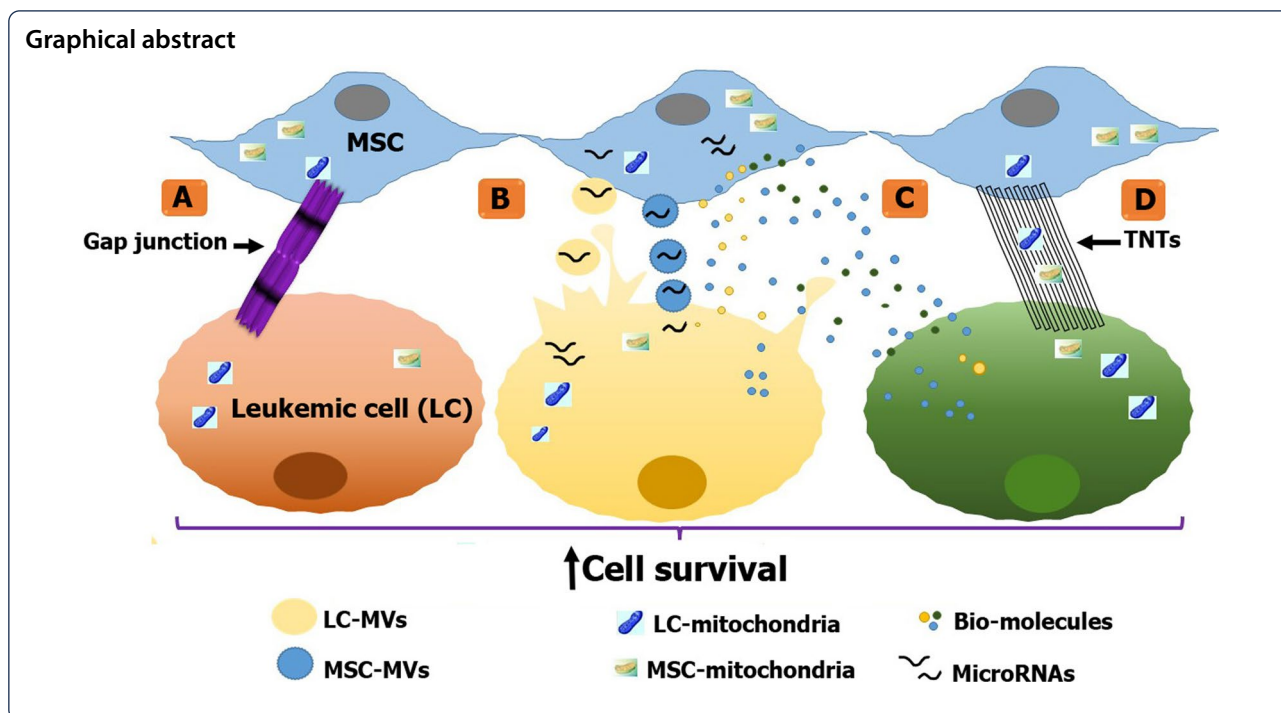 Graphical abstract
MSC
A
B
C
D
Gap junction
TNTs
Leukemic cell (LC)
Cell survival
LC-MVs
LC-mitochondria
Bio-molecules
MSC-MVs
MSC-mitochondria
MicroRNAs